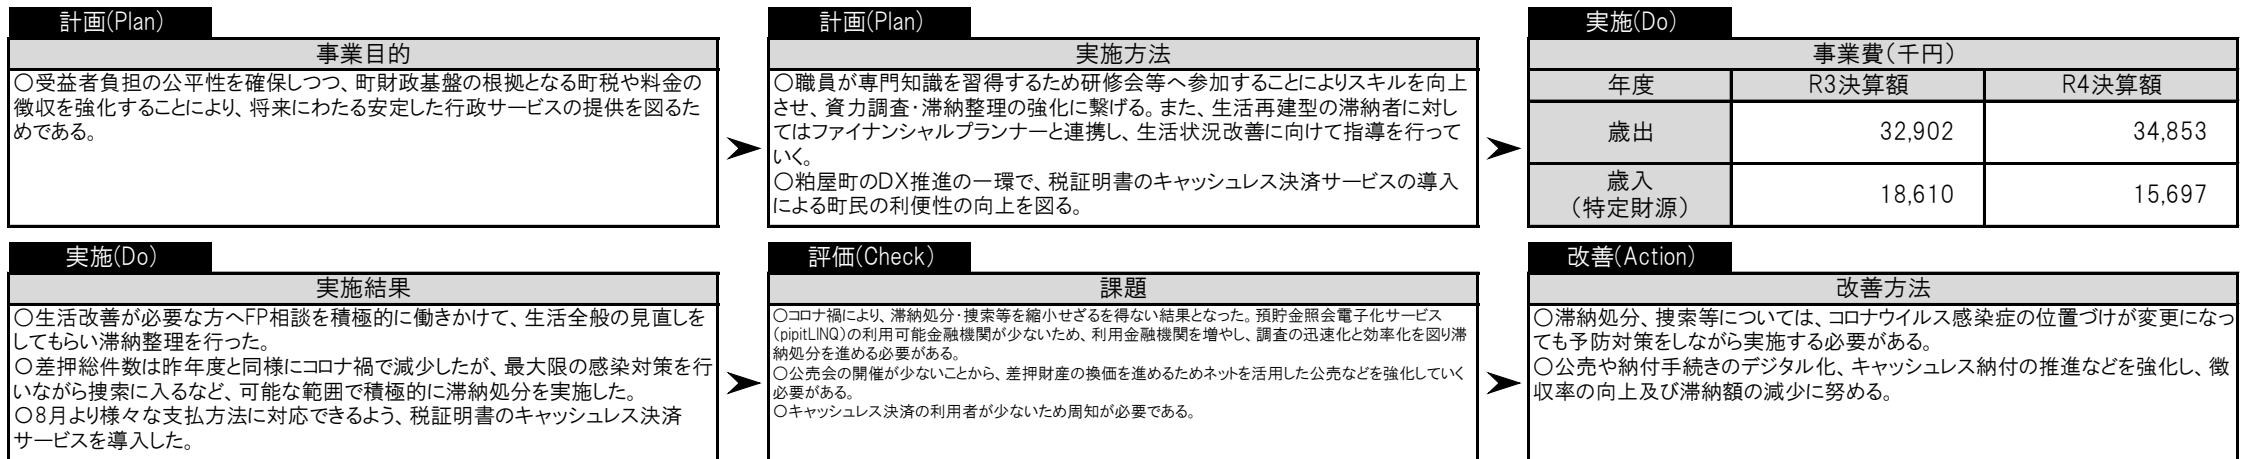 計画(Plan)
事業目的
○受益者負担の公平性を確保しつつ、町財政基盤の根拠となる町税や料金の
徴収を強化することにより、将来にわたる安定した行政サービスの提供を図るた
めである。
計画(Plan)
実施方法
○職員が専門知識を習得するため研修会等へ参加することによりスキルを向上
させ、資力調査・滞納整理の強化に繋げる。また、生活再建型の滞納者に対し
てはファイナンシャルプランナーと連携し、生活状況改善に向けて指導を行って
いく。
○粕屋町のDX推進の一環で、税証明書のキャッシュレス決済サービスの導入
による町民の利便性の向上を図る。
実施(Do)
事業費(千円)
年度 R3決算額 R4決算額
歳出 32,902 34,853
歳入
(特定財源) 18,610 15,697
実施(Do)
実施結果
○生活改善が必要な方へFP相談を積極的に働きかけて、生活全般の見直しを
してもらい滞納整理を行った。
○差押総件数は昨年度と同様にコロナ禍で減少したが、最大限の感染対策を行
いながら捜索に入るなど、可能な範囲で積極的に滞納処分を実施した。
○8月より様々な支払方法に対応できるよう、税証明書のキャッシュレス決済
サービスを導入した。
評価(Check)
課題
○コロナ禍により、滞納処分・捜索等を縮小せざるを得ない結果となった。預貯金照会電子化サービス
(pipitLINQ)の利用可能金融機関が少ないため、利用金融機関を増やし、調査の迅速化と効率化を図り滞
納処分を進める必要がある。
○公売会の開催が少ないことから、差押財産の換価を進めるためネットを活用した公売などを強化していく
必要がある。
○キャッシュレス決済の利用者が少ないため周知が必要である。
改善(Action)
改善方法
○滞納処分、捜索等については、コロナウイルス感染症の位置づけが変更になっ
ても予防対策をしながら実施する必要がある。
○公売や納付手続きのデジタル化、キャッシュレス納付の推進などを強化し、徴
収率の向上及び滞納額の減少に努める。